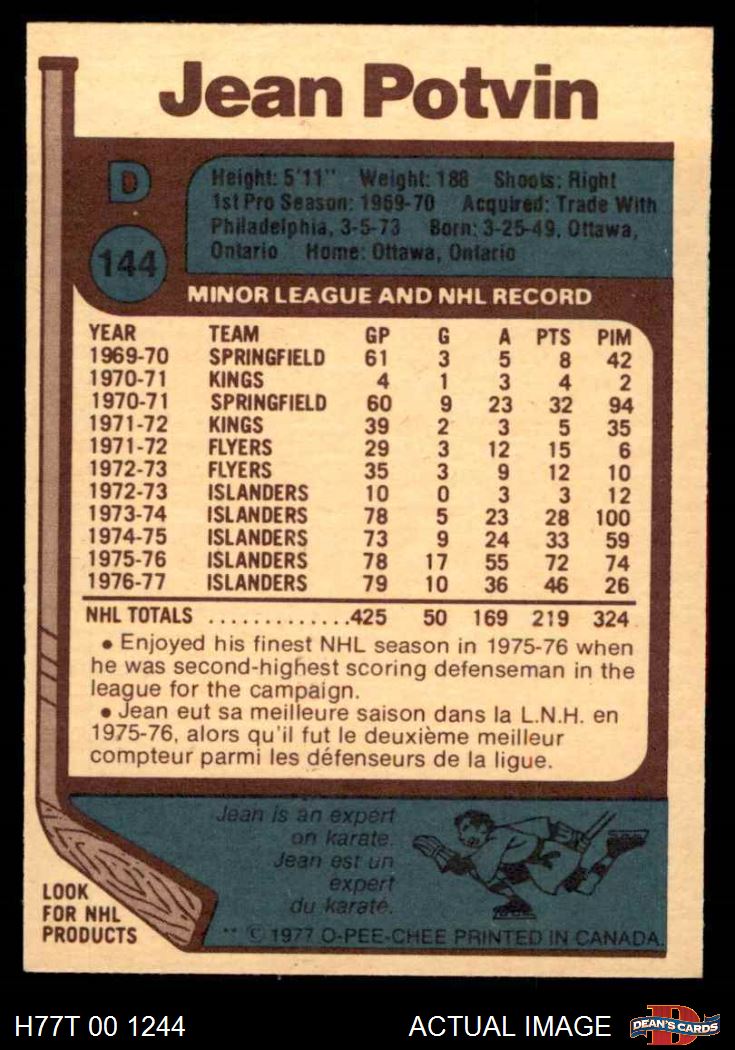 Jean Potvin
D
144
Height: 5'11" Weight: 188 Shoots: Right
1st Pro Season: 1969-70 Acquired: Trade With
Philadelphia, 3-5-73 Born: 3-25-49, Ottawa,
Ontario Home: Ottawa, Ontario
MINOR LEAGUE AND NHL RECORD
YEAR TEAM GP G A PTS PIM
1969-70 SPRINGFIELD 61 3 5 8 42
1970-71 KINGS 4 1 3 4 2
1970-71 SPRINGFIELD 60 9 23 32 94
1971-72 KINGS 39 2 3 5 35
1971-72 FLYERS 29 3 12 15 6
1972-73 FLYERS 35 3 9 12 10
1972-73 ISLANDERS 10 0 3 3 12
1973-74 ISLANDERS 78 5 23 28 100
1974-75 ISLANDERS 73 9 24 33 59
1975-76 ISLANDERS 78 17 55 72 74
1976-77 ISLANDERS 79 10 36 46 26
NHL TOTALS .............425 50 169 219 324
• Enjoyed his finest NHL season in 1975-76 when
he was second-highest scoring defenseman in the
league for the campaign.
• Jean eut sa meilleure saison dans la L.N.H. en
1975-76, alors qu'il fut le deuxième meilleur
compteur parmi les défenseurs de la ligue.
Jean is an expert
on karate.
Jean est un
expert
du karaté.
LOOK
FOR NHL
PRODUCTS
** © 1977 O-PEE-CHEE PRINTED IN CANADA.
H77T 00 1244
ACTUAL IMAGE
D
DEAN'S CARDS